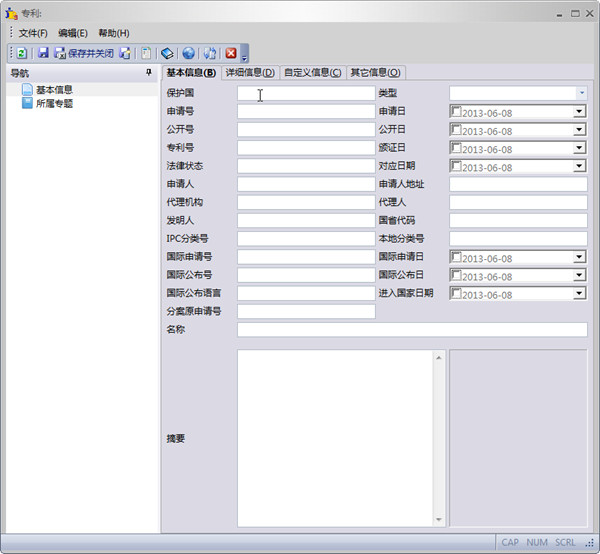 专利:
文件(F) 编辑(E) 帮助(H)
保存并关闭
导航
基本信息
所属专题
基本信息(B) 详细信息(D) 自定义信息(C) 其它信息(O)
保护国 类型
申请号 申请日 2013-06-08
公开号 公开日 2013-06-08
专利号 颁证日 2013-06-08
法律状态 对应日期 2013-06-08
申请人 申请人地址
代理机构 代理人
发明人 国省代码
IPC分类号 本地分类号
国际申请号 国际申请日 2013-06-08
国际公布号 国际公布日 2013-06-08
国际公布语言 进入国家日期 2013-06-08
分案原申请号
名称
摘要
CAP NUM SCRL